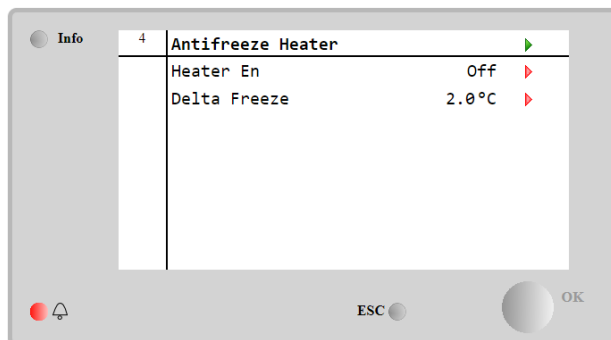 Info
4 Antifreeze Heater
Heater En Off
Delta Freeze 2.0°C
ESC
OK